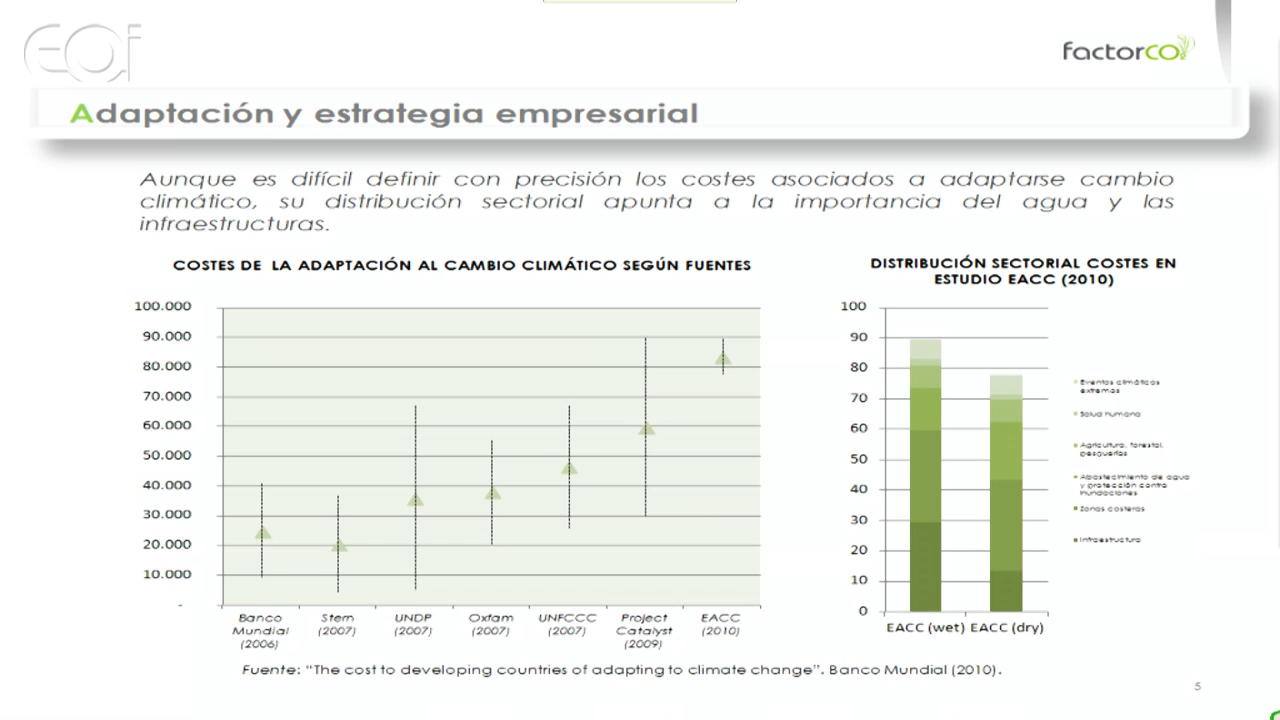 eoi
factorco
Adaptación y estrategia empresarial
Aunque es difícil definir con precisión los costes asociados a adaptarse cambio
climático, su distribución sectorial apunta a la importancia del agua y las
infraestructuras.
COSTES DE LA ADAPTACIÓN AL CAMBIO CLIMÁTICO SEGÚN FUENTES
100.000
90.000
80.000
70.000
60.000
50.000
40.000
30.000
20.000
10.000
-
Banco
Mundial
(2006)
Stern
(2007)
UNDP
(2007)
Oxfam
(2007)
UNFCCC
(2007)
Project
Catalyst
(2009)
EACC
(2010)
DISTRIBUCIÓN SECTORIAL COSTES EN
ESTUDIO EACC (2010)
100
90
80
70
60
50
40
30
20
10
0
EACC (wet) EACC (dry)
Eventos climáticos
extremos
Salud humana
Agricultura, forestal,
pesquerías
Abastecimiento de agua
y protección contra
inundaciones
Zonas costeras
Infraestructura
Fuente: “The cost to developing countries of adapting to climate change”. Banco Mundial (2010).
5